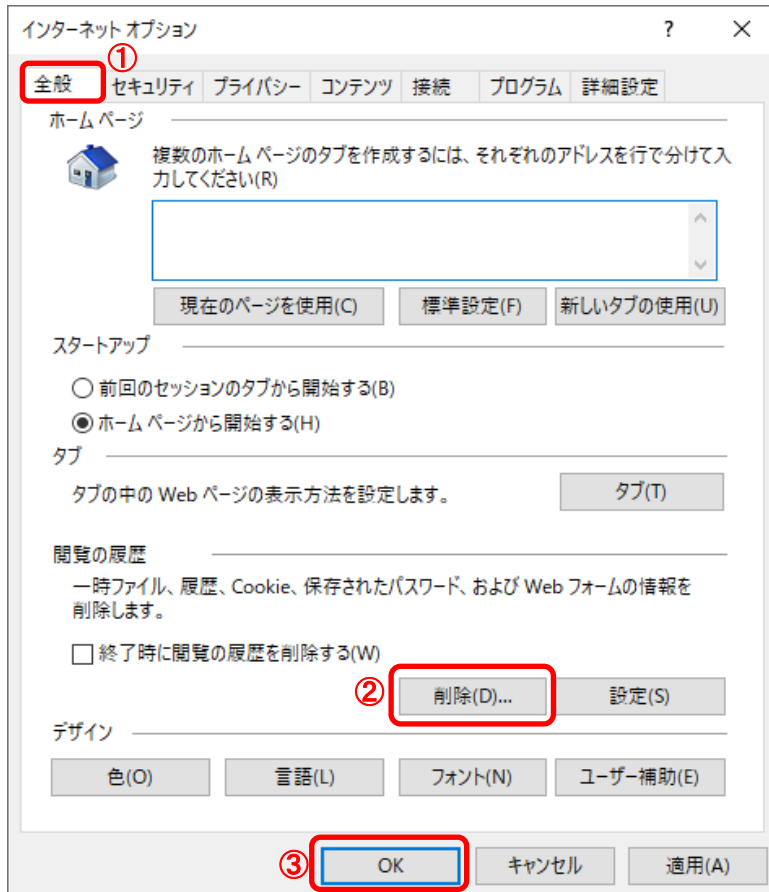 インターネット オプション ?
①
全般 セキュリティ プライバシー コンテンツ 接続 プログラム 詳細設定
ホーム ページ
複数のホーム ページのタブを作成するには、それぞれのアドレスを行で分けて入
力してください(R)
現在のページを使用(C) 標準設定(F) 新しいタブの使用(U)
スタートアップ
前回のセッションのタブから開始する(B)
ホーム ページから開始する(H)
タブ
タブの中の Web ページの表示方法を設定します。 タブ(T)
閲覧の履歴
一時ファイル、履歴、Cookie、保存されたパスワード、および Web フォームの情報を
削除します。
終了時に閲覧の履歴を削除する(W)
② 削除(D)... 設定(S)
デザイン
色(O) 言語(L) フォント(N) ユーザー補助(E)
③ OK キャンセル 適用(A)